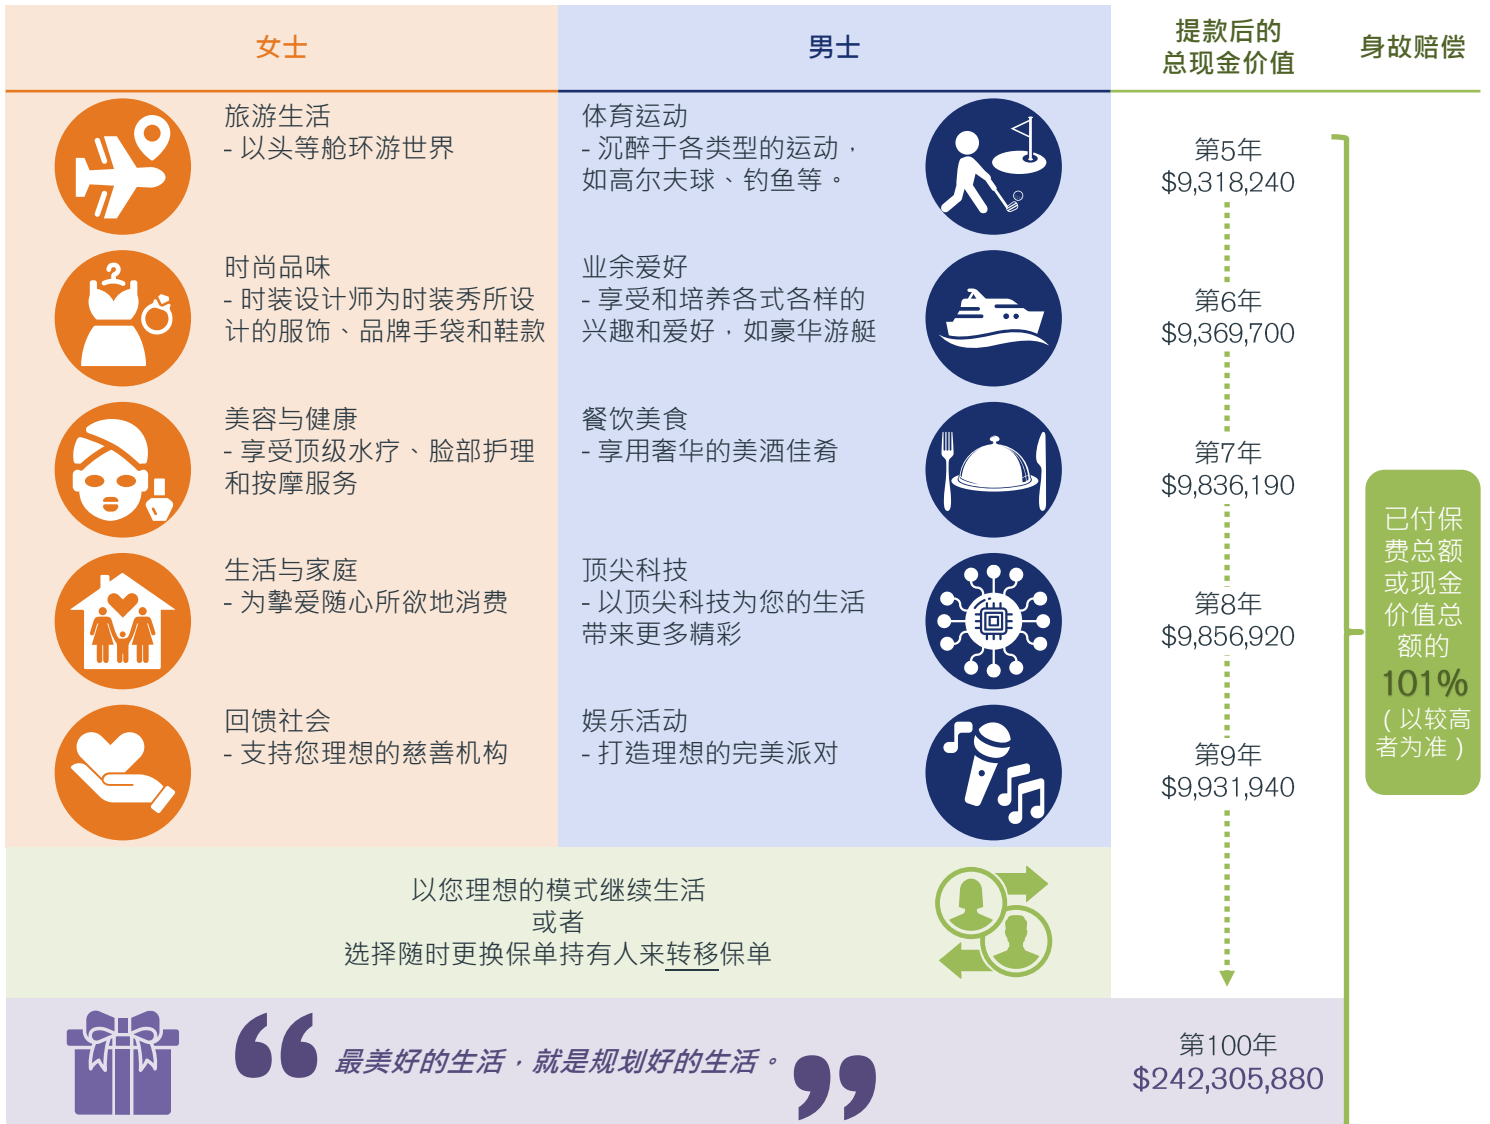 女士
男士
提款后的
总现金价值
身故赔偿
旅游生活
- 以头等舱环游世界
体育运动
- 沉醉于各类型的运动，
如高尔夫球、钓鱼等。
第5年
$9,318,240
时尚品味
- 时装设计师为时装秀所设
计的服饰、品牌手袋和鞋款
业余爱好
- 享受和培养各式各样的
兴趣和爱好，如豪华游艇
第6年
$9,369,700
美容与健康
- 享受顶级水疗、脸部护理
和按摩服务
餐饮美食
- 享用奢华的美酒佳肴
第7年
$9,836,190
生活与家庭
- 为摯爱随心所欲地消费
顶尖科技
- 以顶尖科技为您的生活
带来更多精彩
第8年
$9,856,920
回馈社会
- 支持您理想的慈善机构
娱乐活动
- 打造理想的完美派对
第9年
$9,931,940
已付保
费总额
或现金
价值总
额的
101%
（以较高
者为准）
以您理想的模式继续生活
或者
选择随时更换保单持有人来转移保单
“ 最美好的生活，就是规划好的生活。 ”
第100年
$242,305,880